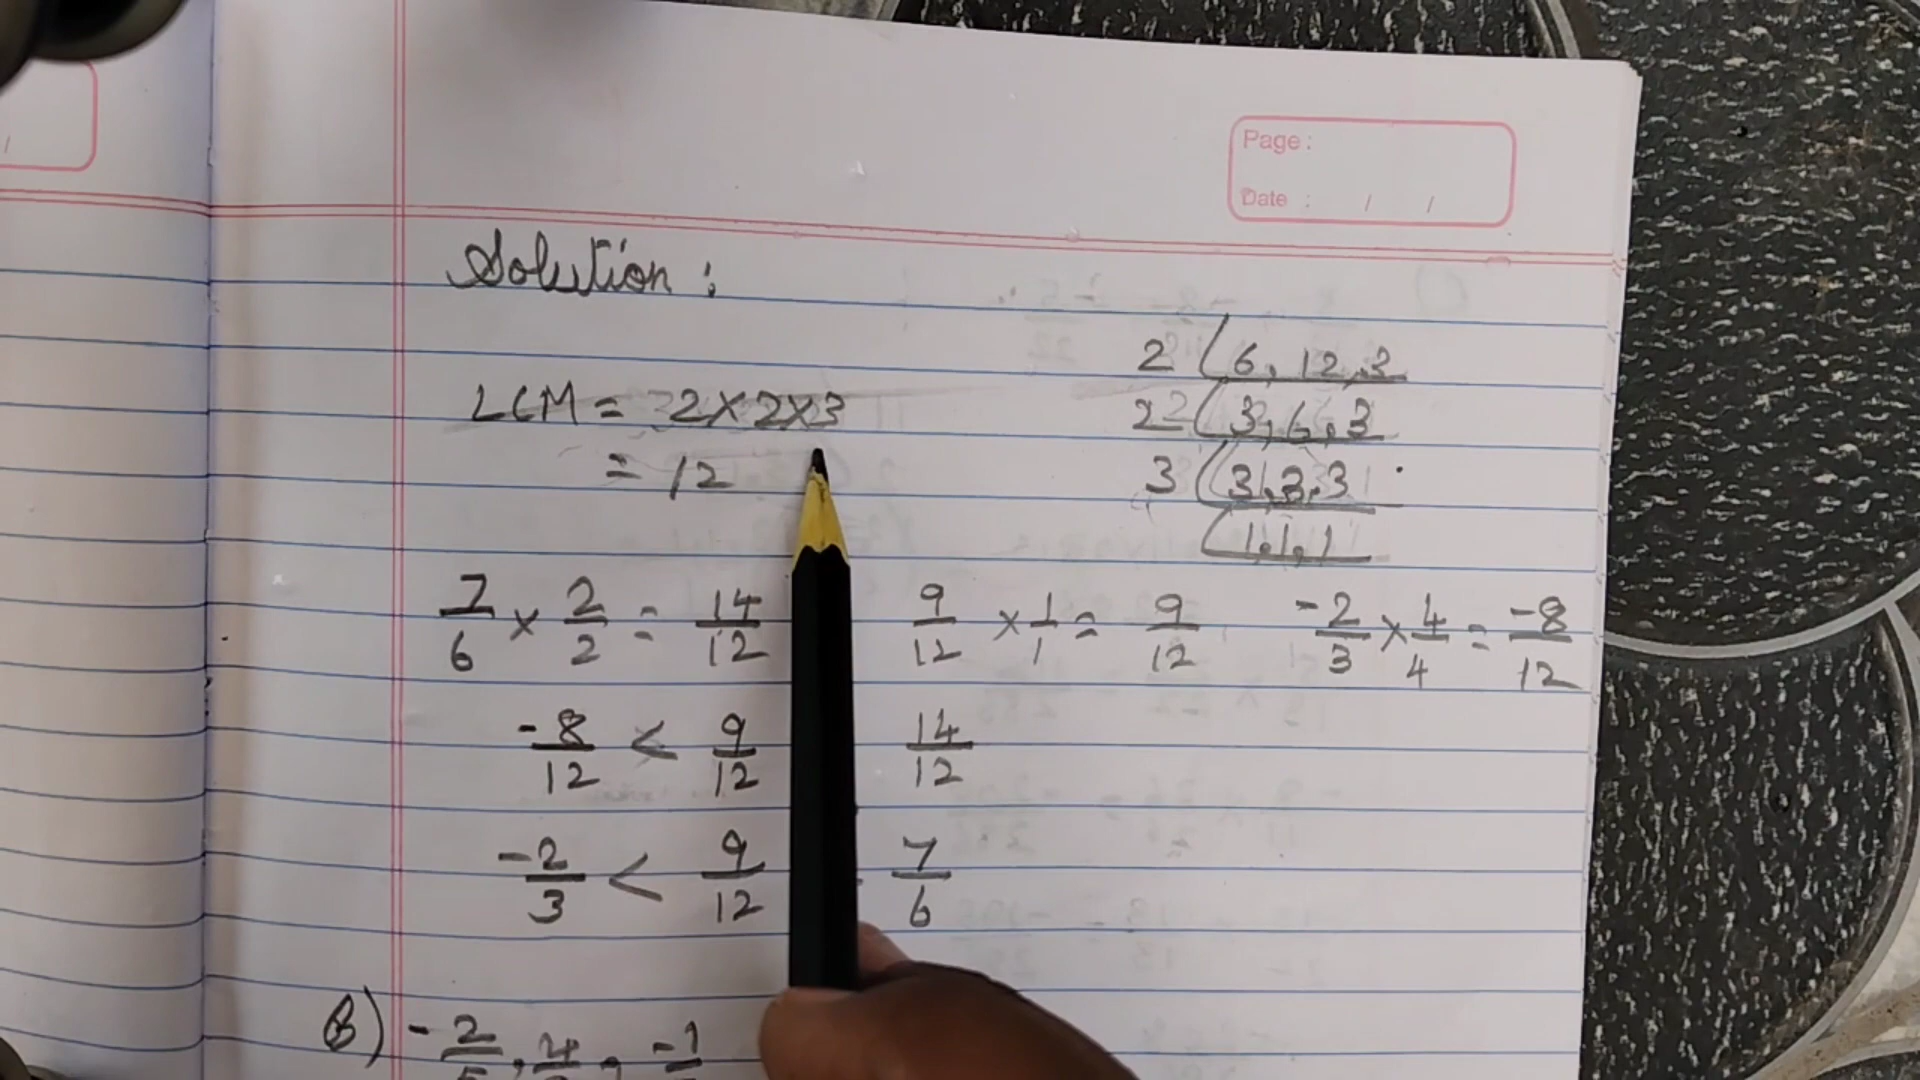 Page :
Date : / /
Solution :
2 ( 6, 12, 3
LCM = 2×2×3
2 ( 3, 6, 3
= 12
3 ( 3, 3, 3
( 1, 1, 1
7/6 × 2/2 = 14/12 9/12 × 1/1 = 9/12 -2/3 × 4/4 = -8/12
-8/12 < 9/12 14/12
-2/3 < 9/12 7/6
B) -2/5,